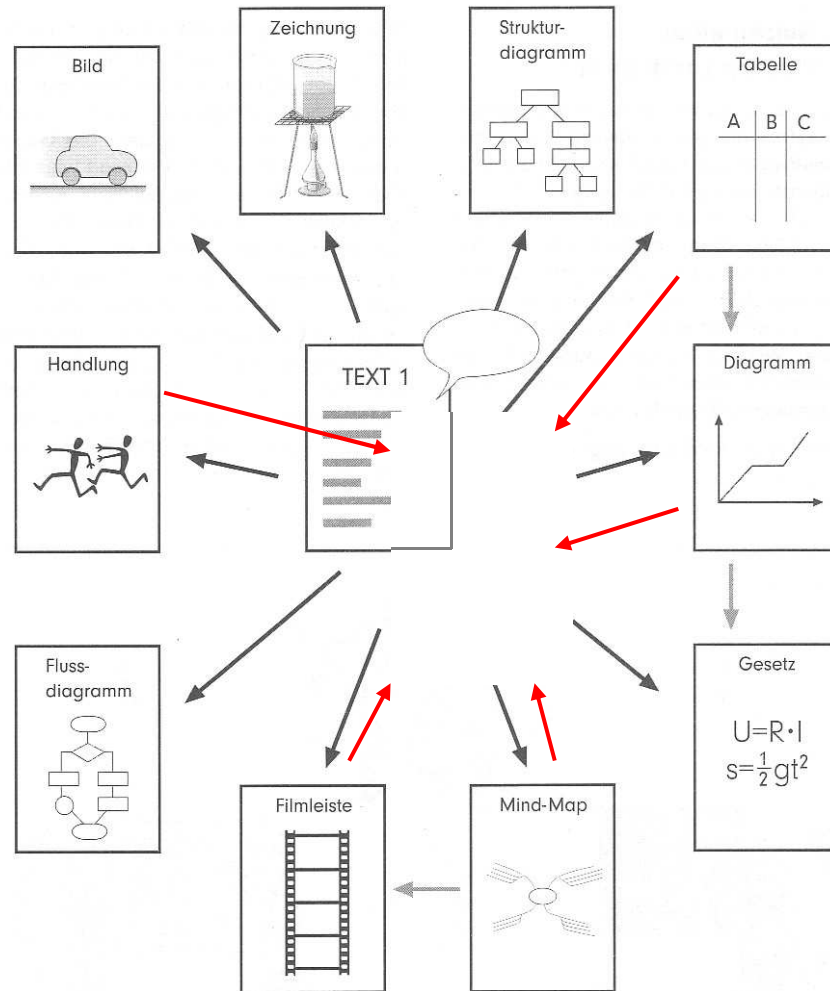 Bild
Zeichnung
Struktur-
diagramm
Tabelle
A B C
Handlung
TEXT 1
Diagramm
Fluss-
diagramm
Filmleiste
Mind-Map
Gesetz
U=R·I
s=½gt²